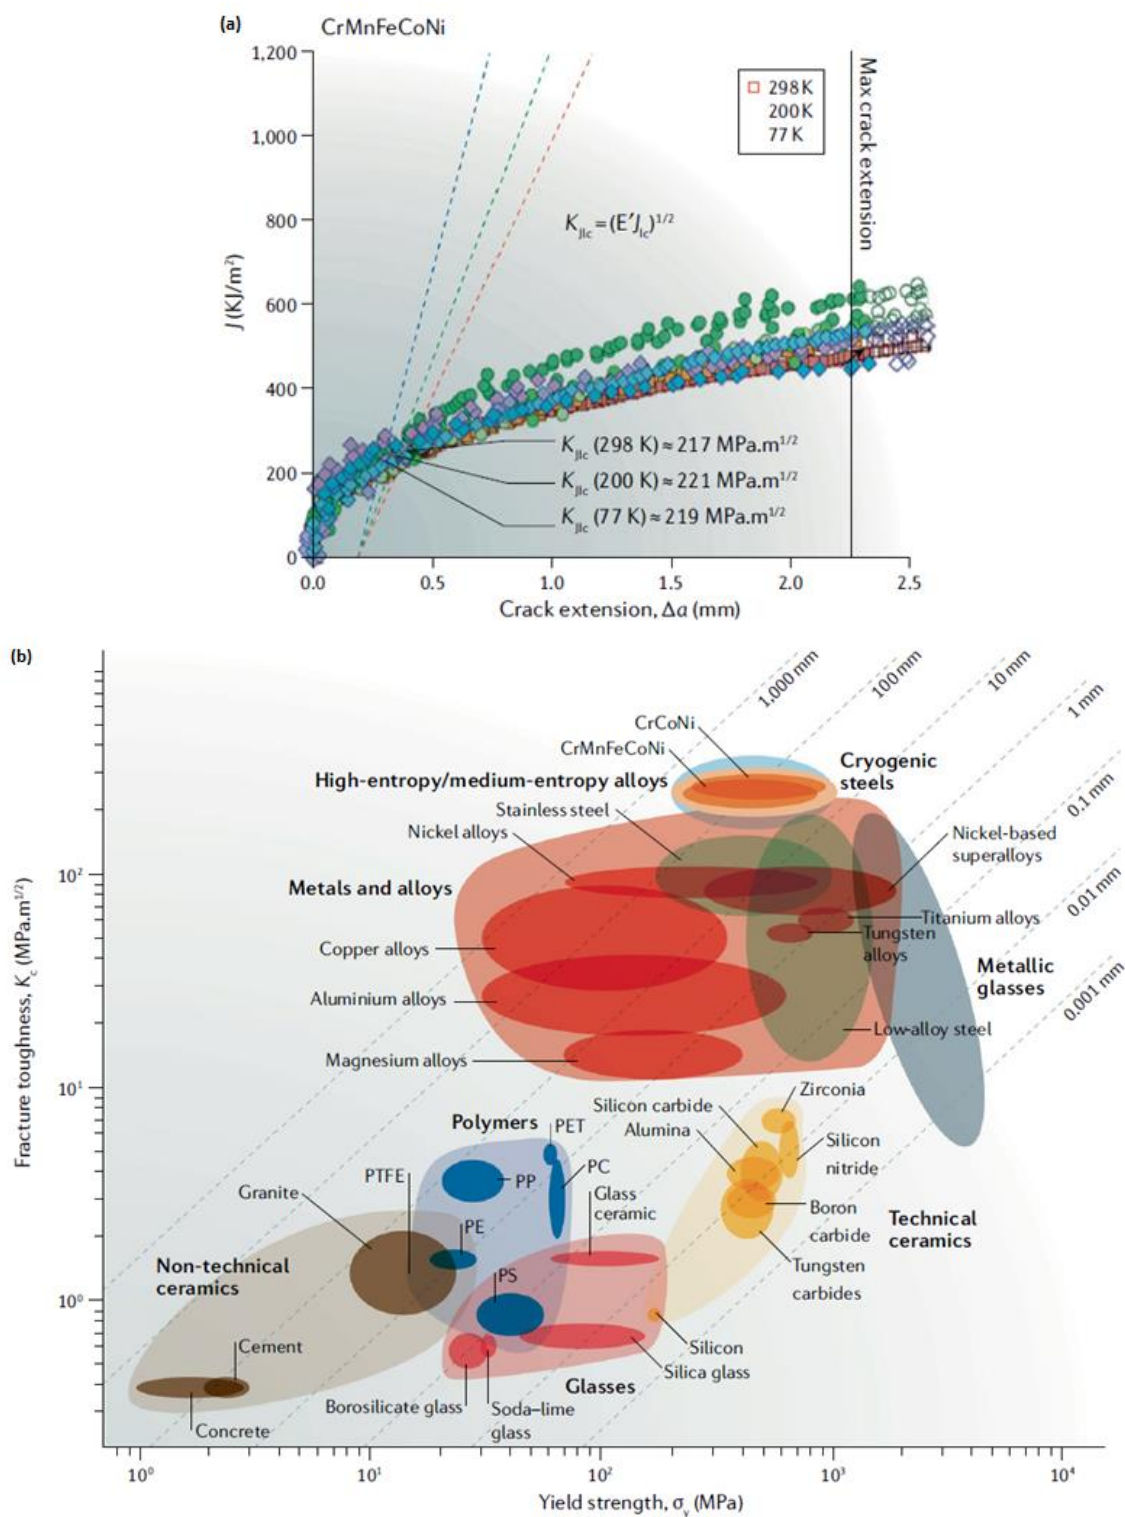 (a)
CrMnFeCoNi
1,200
1,000
800
600
400
200
0
J (KJ/m²)
298 K
200 K
77 K
Max crack extension
K_JIc = (E′J_Ic)^1/2
K_JIc (298 K) ≈ 217 MPa.m^1/2
K_JIc (200 K) ≈ 221 MPa.m^1/2
K_JIc (77 K) ≈ 219 MPa.m^1/2
0.0
0.5
1.0
1.5
2.0
2.5
Crack extension, Δa (mm)
(b)
1,000 mm
100 mm
10 mm
1 mm
0.1 mm
0.01 mm
0.001 mm
CrCoNi
CrMnFeCoNi
High-entropy/medium-entropy alloys
Cryogenic
steels
Stainless steel
Nickel alloys
Nickel-based
superalloys
Metals and alloys
Titanium alloys
Tungsten
alloys
Copper alloys
Metallic
glasses
Aluminium alloys
Low-alloy steel
Magnesium alloys
Zirconia
Silicon carbide
Alumina
Polymers
PET
Silicon
nitride
PTFE
PP
PC
Granite
Glass
ceramic
Boron
carbide
Technical
ceramics
PE
Non-technical
ceramics
Tungsten
carbides
PS
Cement
Silicon
Silica glass
Glasses
Borosilicate glass
Soda–lime
glass
Concrete
Fracture toughness, K_c (MPa.m^1/2)
10²
10¹
10⁰
10⁰
10¹
10²
10³
10⁴
Yield strength, σ_y (MPa)